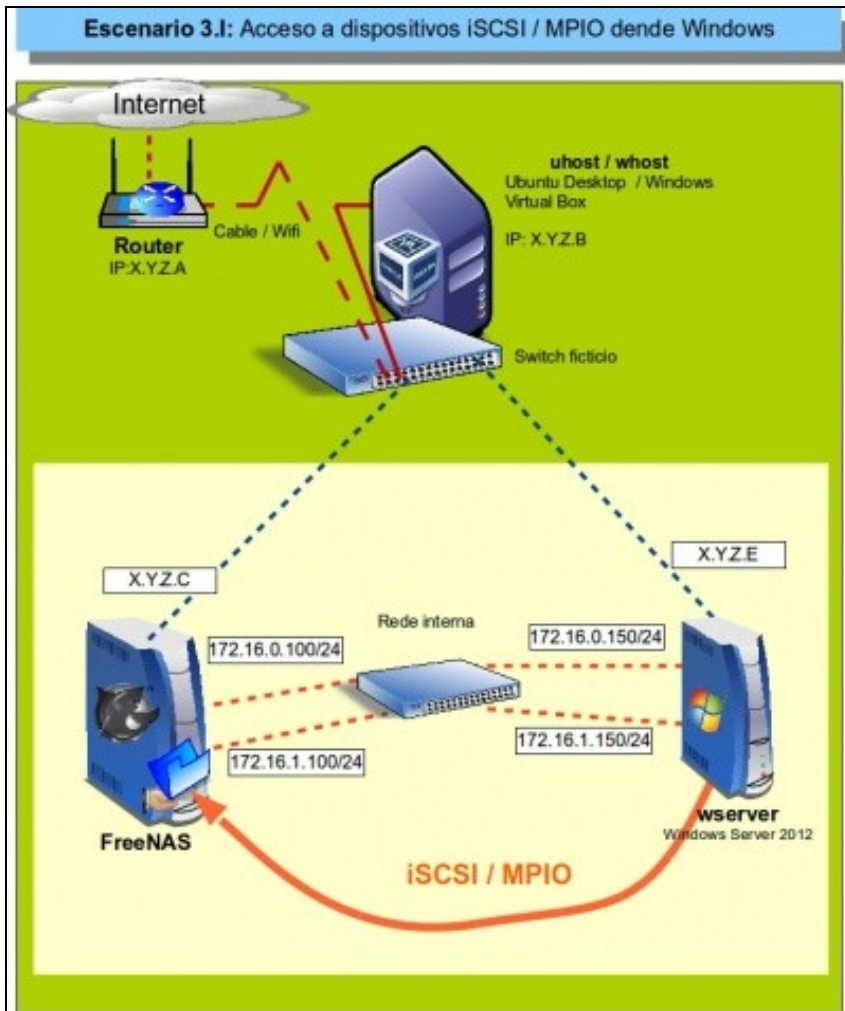 Escenario 3.I: Acceso a dispositivos iSCSI / MPIO dende Windows
Internet
Router
IP:X.Y.Z.A
Cable / Wifi
uhost / whost
Ubuntu Desktop / Windows
Virtual Box
IP: X.Y.Z.B
Switch ficticio
X.Y.Z.C
X.Y.Z.E
Rede interna
172.16.0.100/24
172.16.0.150/24
172.16.1.100/24
172.16.1.150/24
FreeNAS
wserver
Windows Server 2012
iSCSI / MPIO